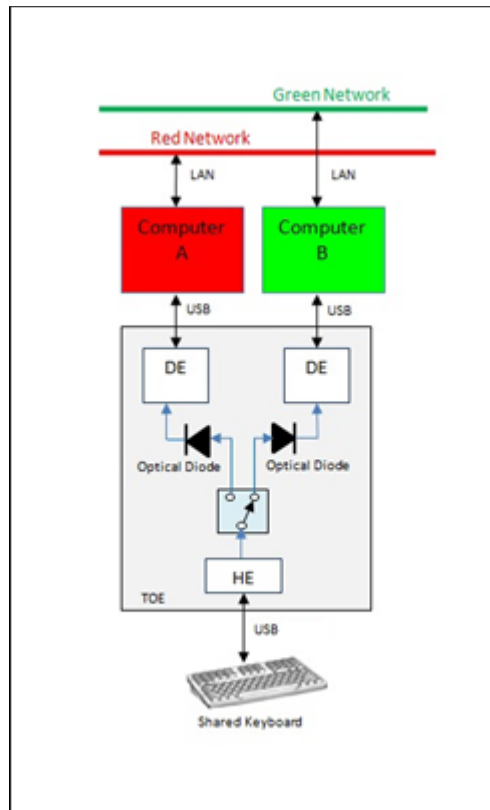 Green Network
Red Network
LAN
LAN
Computer
A
Computer
B
USB
USB
DE
DE
Optical Diode
Optical Diode
HE
TOE
USB
Shared Keyboard